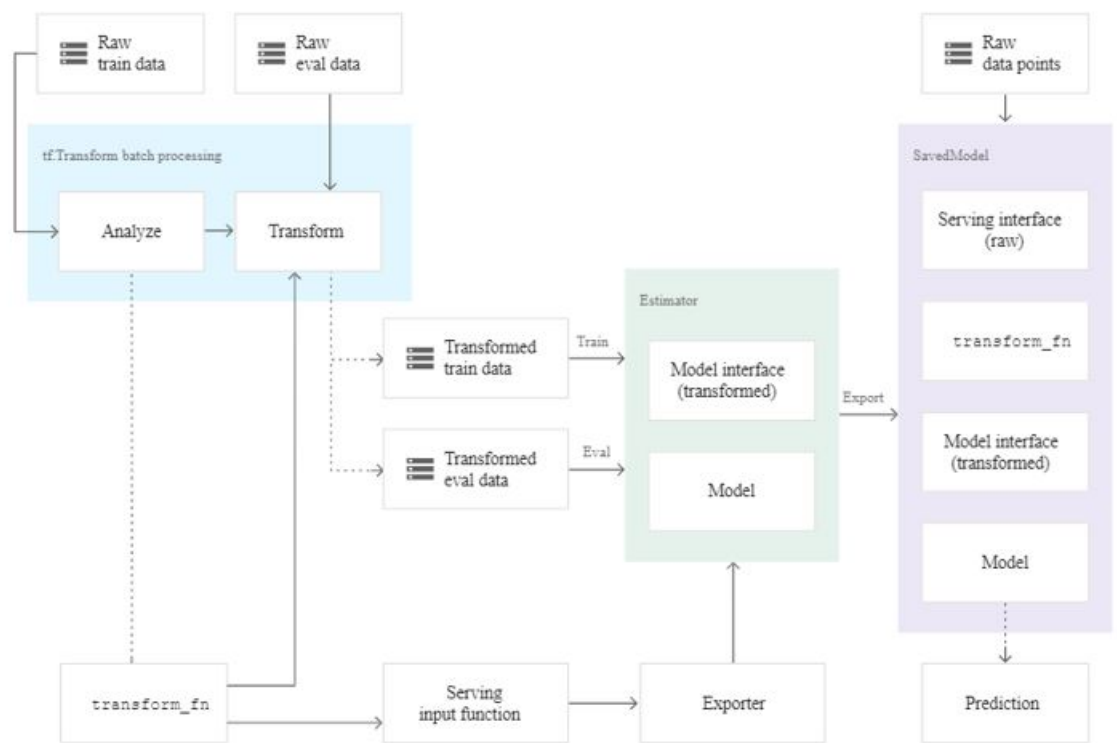 Raw
train data
Raw
eval data
Raw
data points
tf.Transform batch processing
Analyze
Transform
SavedModel
Serving interface
(raw)
transform_fn
Model interface
(transformed)
Model
Estimator
Model interface
(transformed)
Model
Transformed
train data
Train
Transformed
eval data
Eval
Export
transform_fn
Serving
input function
Exporter
Prediction